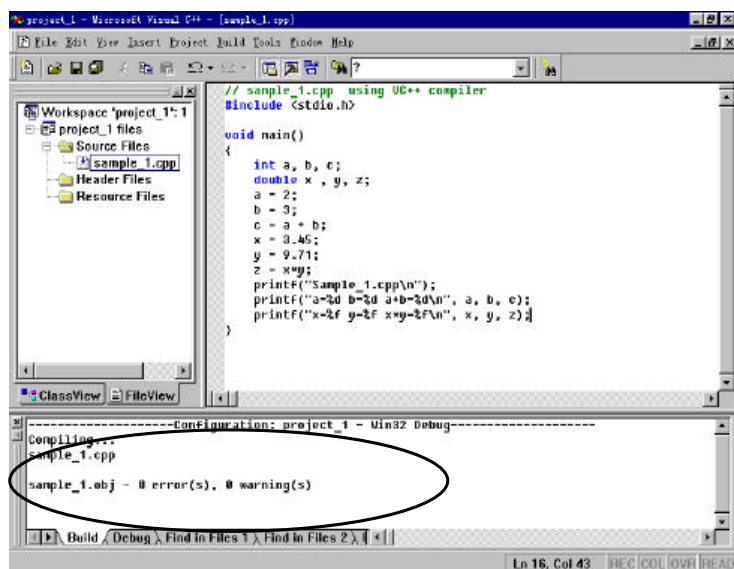 project_1 - Microsoft Visual C++ - [sample_1.cpp]
File Edit View Insert Project Build Tools Window Help
?
Workspace 'project_1': 1
project_1 files
Source Files
sample_1.cpp
Header Files
Resource Files
ClassView FileView
// sample_1.cpp using VC++ compiler
#include <stdio.h>
void main()
{
int a, b, c;
double x , y, z;
a = 2;
b = 3;
c = a + b;
x = 3.45;
y = 9.71;
z = x*y;
printf("Sample_1.cpp\n");
printf("a=%d b=%d a+b=%d\n", a, b, c);
printf("x=%f y=%f x*y=%f\n", x, y, z);
}
--------------------Configuration: project_1 - Win32 Debug--------------------
Compiling...
sample_1.cpp
sample_1.obj - 0 error(s), 0 warning(s)
Build Debug Find in Files 1 Find in Files 2
Ln 16, Col 43 REC COL OVR READ